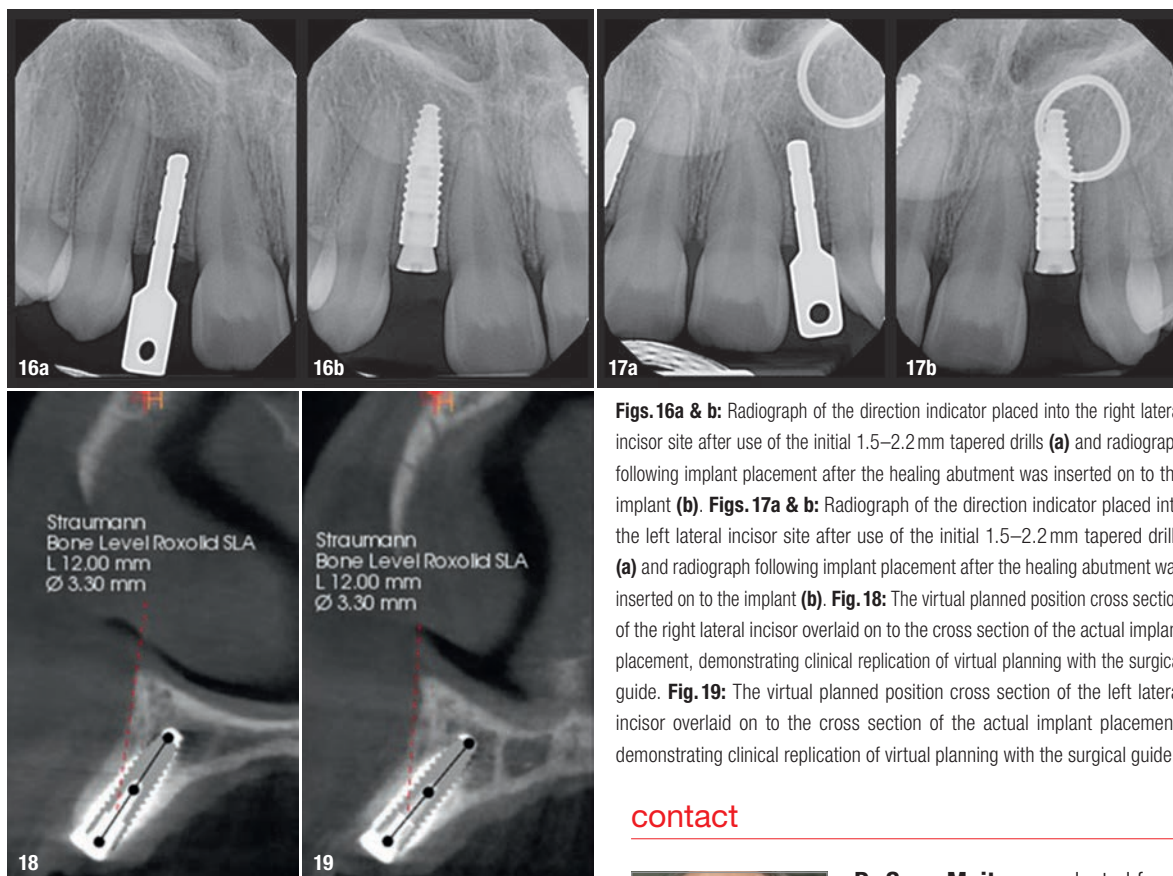 16a
16b
17a
17b
Straumann
Bone Level Roxolid SLA
L 12.00 mm
Ø 3.30 mm
18
H
Straumann
Bone Level Roxolid SLA
L 12.00 mm
Ø 3.30 mm
19
Figs. 16a & b: Radiograph of the direction indicator placed into the right latera
incisor site after use of the initial 1.5–2.2 mm tapered drills (a) and radiograp
following implant placement after the healing abutment was inserted on to th
implant (b). Figs. 17a & b: Radiograph of the direction indicator placed int
the left lateral incisor site after use of the initial 1.5–2.2 mm tapered drill
(a) and radiograph following implant placement after the healing abutment wa
inserted on to the implant (b). Fig. 18: The virtual planned position cross sectio
of the right lateral incisor overlaid on to the cross section of the actual implan
placement, demonstrating clinical replication of virtual planning with the surgica
guide. Fig. 19: The virtual planned position cross section of the left latera
incisor overlaid on to the cross section of the actual implant placemen
demonstrating clinical replication of virtual planning with the surgical guide
contact